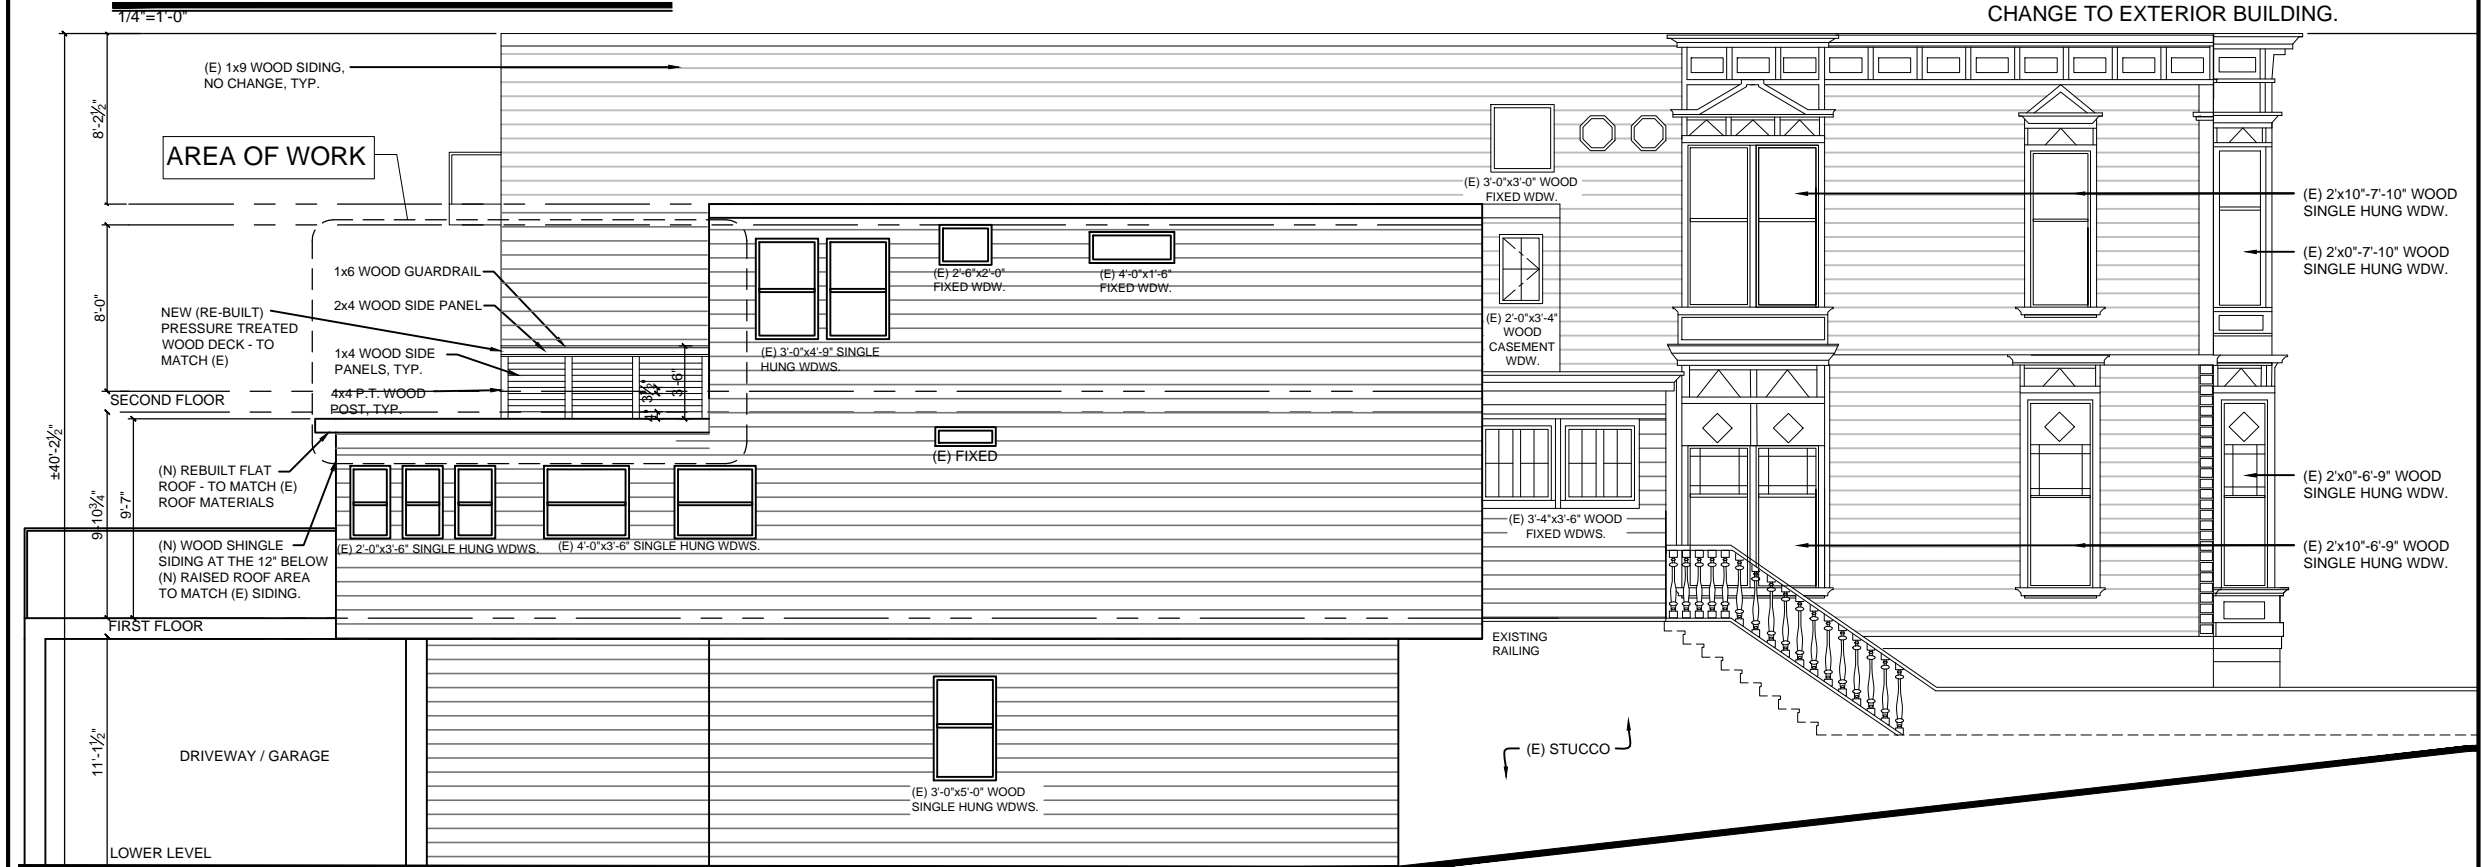 1/4"=1'-0"
CHANGE TO EXTERIOR BUILDING.
(E) 1x9 WOOD SIDING,
NO CHANGE, TYP.
8'-2½"
AREA OF WORK
(E) 3'-0"x3'-0" WOOD
FIXED WDW.
(E) 2'x10"-7'-10" WOOD
SINGLE HUNG WDW.
(E) 2'x0"-7'-10" WOOD
SINGLE HUNG WDW.
1x6 WOOD GUARDRAIL
2x4 WOOD SIDE PANEL
NEW (RE-BUILT)
PRESSURE TREATED
WOOD DECK - TO
MATCH (E)
1x4 WOOD SIDE
PANELS, TYP.
4x4 P.T. WOOD
POST, TYP.
8'-0"
(E) 2'-6"x2'-0"
FIXED WDW.
(E) 4'-0"x1'-6"
FIXED WDW.
(E) 3'-0"x4'-9" SINGLE
HUNG WDWS.
(E) 2'-0"x3'-4"
WOOD
CASEMENT
WDW.
3'-6"
SECOND FLOOR
±40'-2½"
(E) FIXED
(N) REBUILT FLAT
ROOF - TO MATCH (E)
ROOF MATERIALS
9'-10¾"
9'-7"
(E) 2'x0"-6'-9" WOOD
SINGLE HUNG WDW.
(E) 3'-4"x3'-6" WOOD
FIXED WDWS.
(E) 2'-0"x3'-6" SINGLE HUNG WDWS.
(E) 4'-0"x3'-6" SINGLE HUNG WDWS.
(N) WOOD SHINGLE
SIDING AT THE 12" BELOW
(N) RAISED ROOF AREA
TO MATCH (E) SIDING.
(E) 2'x10"-6'-9" WOOD
SINGLE HUNG WDW.
FIRST FLOOR
EXISTING
RAILING
11'-1½"
DRIVEWAY / GARAGE
(E) STUCCO
(E) 3'-0"x5'-0" WOOD
SINGLE HUNG WDWS.
LOWER LEVEL